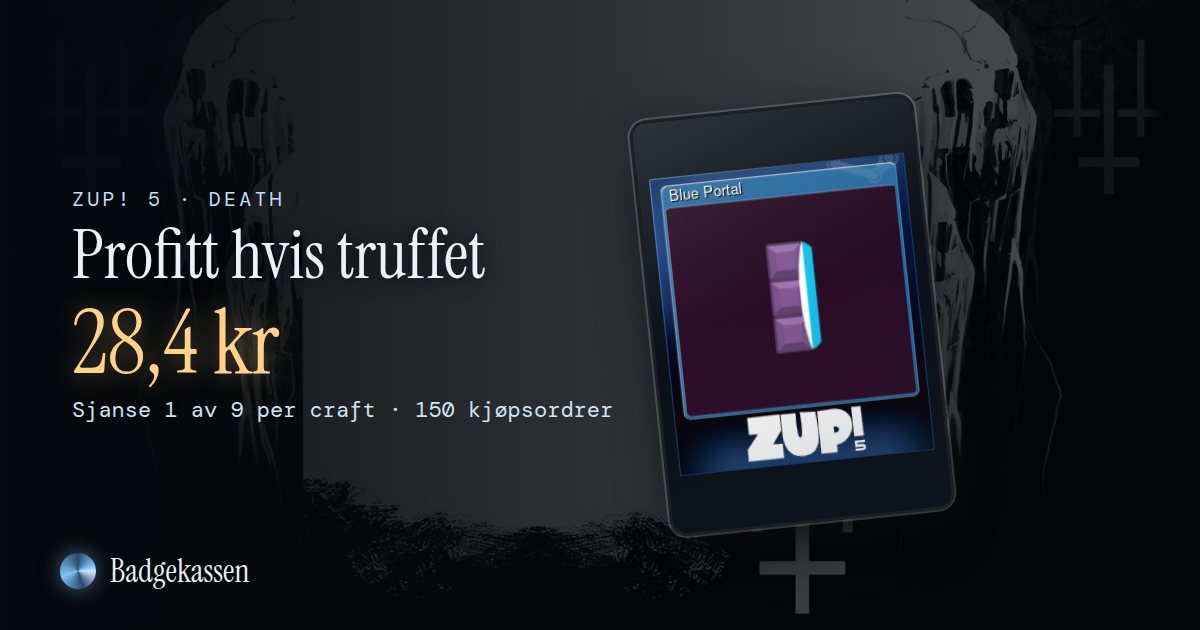 ZUP! 5 · DEATH
Profitt hvis truffet
28,4 kr
Sjanse 1 av 9 per craft · 150 kjøpsordrer
Blue Portal
ZUP!
5
Badgekassen